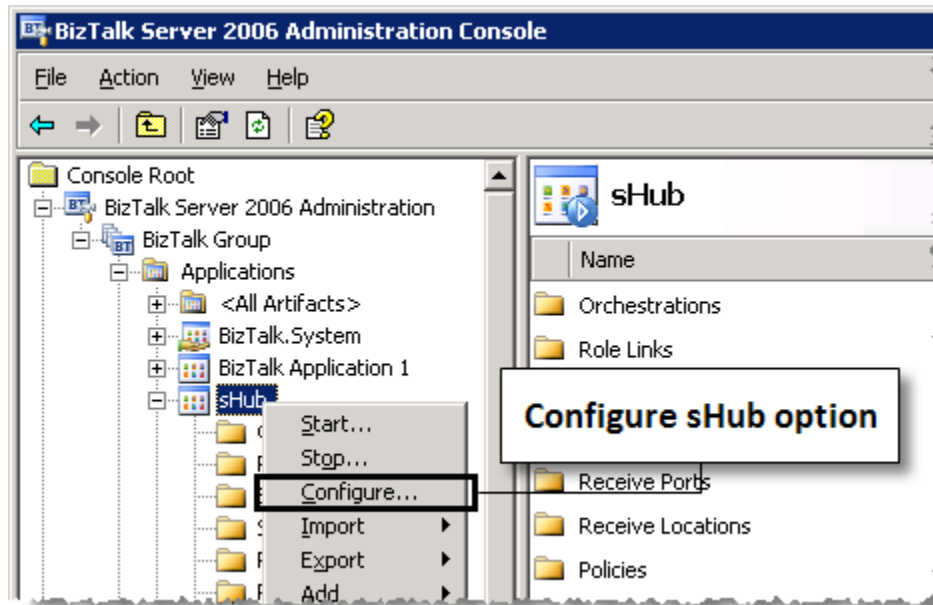 BizTalk Server 2006 Administration Console
File Action View Help
Console Root
BizTalk Server 2006 Administration
BT BizTalk Group
Applications
<All Artifacts>
BizTalk.System
BizTalk Application 1
sHub
Start...
Stop...
Configure...
Import
Export
Add
sHub
Name
Orchestrations
Role Links
Configure sHub option
Receive Ports
Receive Locations
Policies